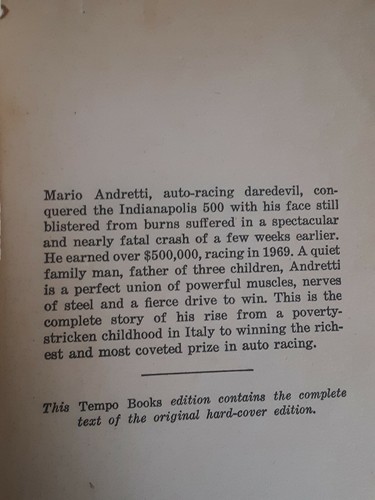 Mario Andretti, auto-racing daredevil, con-
quered the Indianapolis 500 with his face still
blistered from burns suffered in a spectacular
and nearly fatal crash of a few weeks earlier.
He earned over $500,000, racing in 1969. A quiet
family man, father of three children, Andretti
is a perfect union of powerful muscles, nerves
of steel and a fierce drive to win. This is the
complete story of his rise from a poverty-
stricken childhood in Italy to winning the rich-
est and most coveted prize in auto racing.
This Tempo Books edition contains the complete
text of the original hard-cover edition.